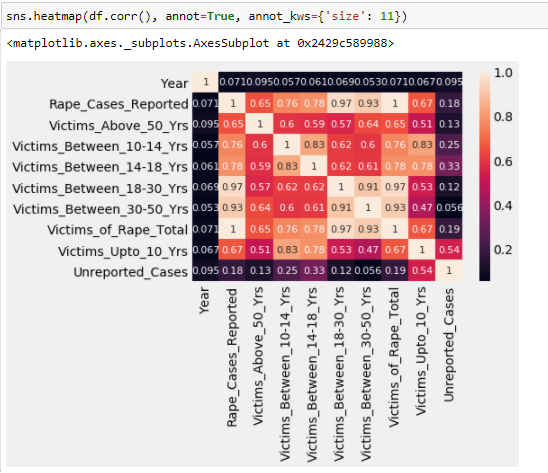 sns.heatmap(df.corr(), annot=True, annot_kws={'size': 11})
<matplotlib.axes._subplots.AxesSubplot at 0x2429c589988>
Year 1 0.071 0.095 0.057 0.061 0.069 0.053 0.071 0.067 0.095
Rape_Cases_Reported 0.071 1 0.65 0.76 0.78 0.97 0.93 1 0.67 0.18
Victims_Above_50_Yrs 0.095 0.65 1 0.6 0.59 0.57 0.64 0.65 0.51 0.13
Victims_Between_10-14_Yrs 0.057 0.76 0.6 1 0.83 0.62 0.6 0.76 0.83 0.25
Victims_Between_14-18_Yrs 0.061 0.78 0.59 0.83 1 0.62 0.61 0.78 0.78 0.33
Victims_Between_18-30_Yrs 0.069 0.97 0.57 0.62 0.62 1 0.91 0.97 0.53 0.12
Victims_Between_30-50_Yrs 0.053 0.93 0.64 0.6 0.61 0.91 1 0.93 0.47 0.056
Victims_of_Rape_Total 0.071 1 0.65 0.76 0.78 0.97 0.93 1 0.67 0.19
Victims_Upto_10_Yrs 0.067 0.67 0.51 0.83 0.78 0.53 0.47 0.67 1 0.54
Unreported_Cases 0.095 0.18 0.13 0.25 0.33 0.12 0.056 0.19 0.54 1
1.0
0.8
0.6
0.4
0.2
Year
Rape_Cases_Reported
Victims_Above_50_Yrs
Victims_Between_10-14_Yrs
Victims_Between_14-18_Yrs
Victims_Between_18-30_Yrs
Victims_Between_30-50_Yrs
Victims_of_Rape_Total
Victims_Upto_10_Yrs
Unreported_Cases